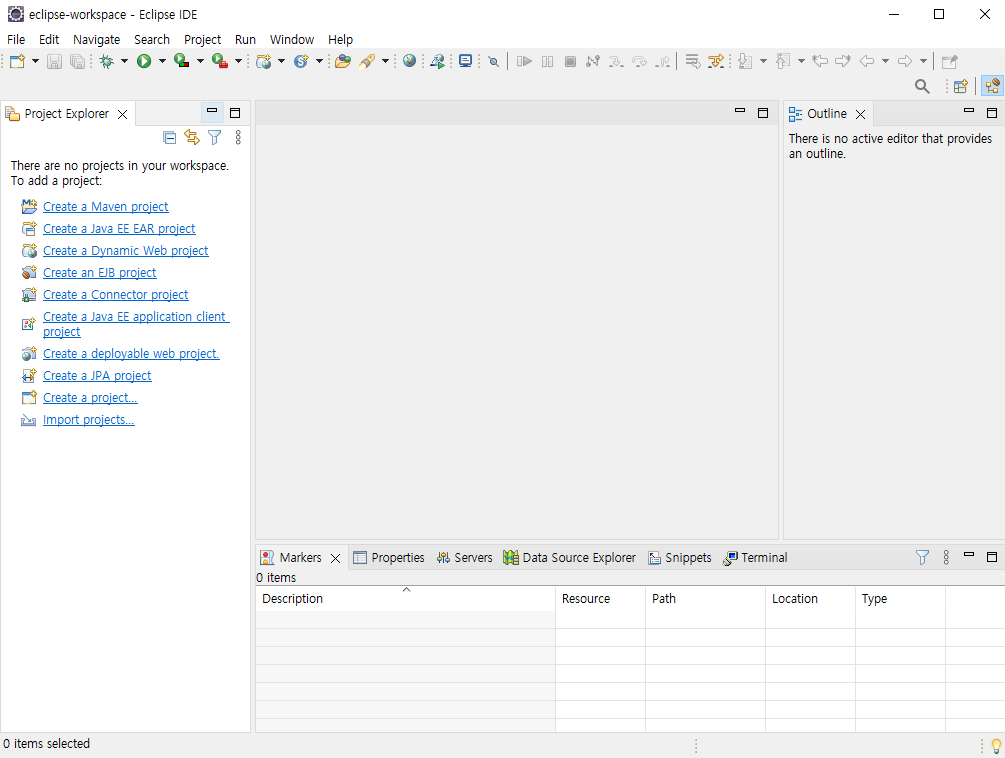 eclipse-workspace - Eclipse IDE
File Edit Navigate Search Project Run Window Help
Project Explorer
There are no projects in your workspace.
To add a project:
Create a Maven project
Create a Java EE EAR project
Create a Dynamic Web project
Create an EJB project
Create a Connector project
Create a Java EE application client
project
Create a deployable web project.
Create a JPA project
Create a project...
Import projects...
Outline
There is no active editor that provides
an outline.
Markers Properties Servers Data Source Explorer Snippets Terminal
0 items
Description Resource Path Location Type
0 items selected